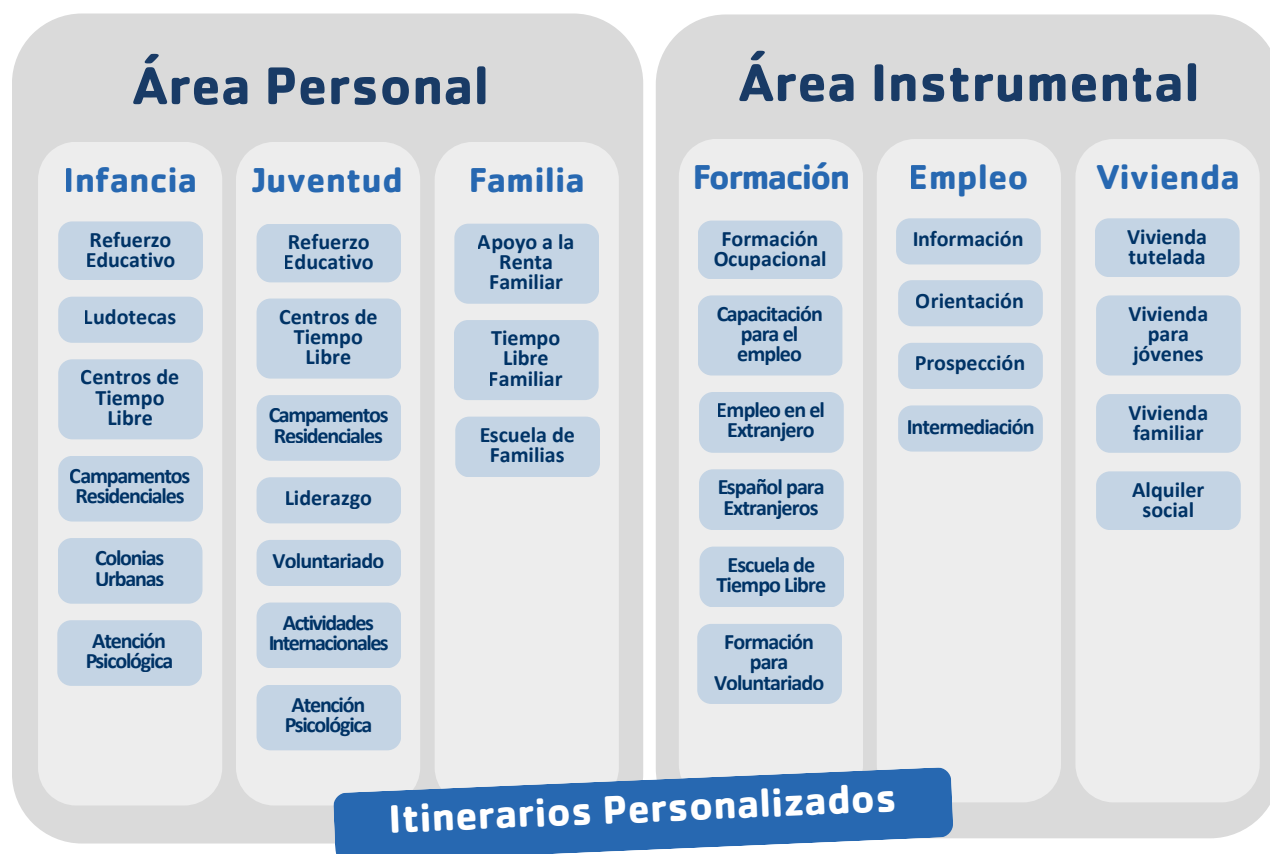 Área Personal
Infancia
Refuerzo
Educativo
Ludotecas
Centros de
Tiempo
Libre
Campamentos
Residenciales
Colonias
Urbanas
Atención
Psicológica
Juventud
Refuerzo
Educativo
Centros de
Tiempo
Libre
Campamentos
Residenciales
Liderazgo
Voluntariado
Actividades
Internacionales
Atención
Psicológica
Familia
Apoyo a la
Renta
Familiar
Tiempo
Libre
Familiar
Escuela de
Familias
Área Instrumental
Formación
Formación
Ocupacional
Capacitación
para el
empleo
Empleo en el
Extranjero
Español para
Extranjeros
Escuela de
Tiempo Libre
Formación
para
Voluntariado
Empleo
Información
Orientación
Prospección
Intermediación
Vivienda
Vivienda
tutelada
Vivienda
para
jóvenes
Vivienda
familiar
Alquiler
social
Itinerarios Personalizados